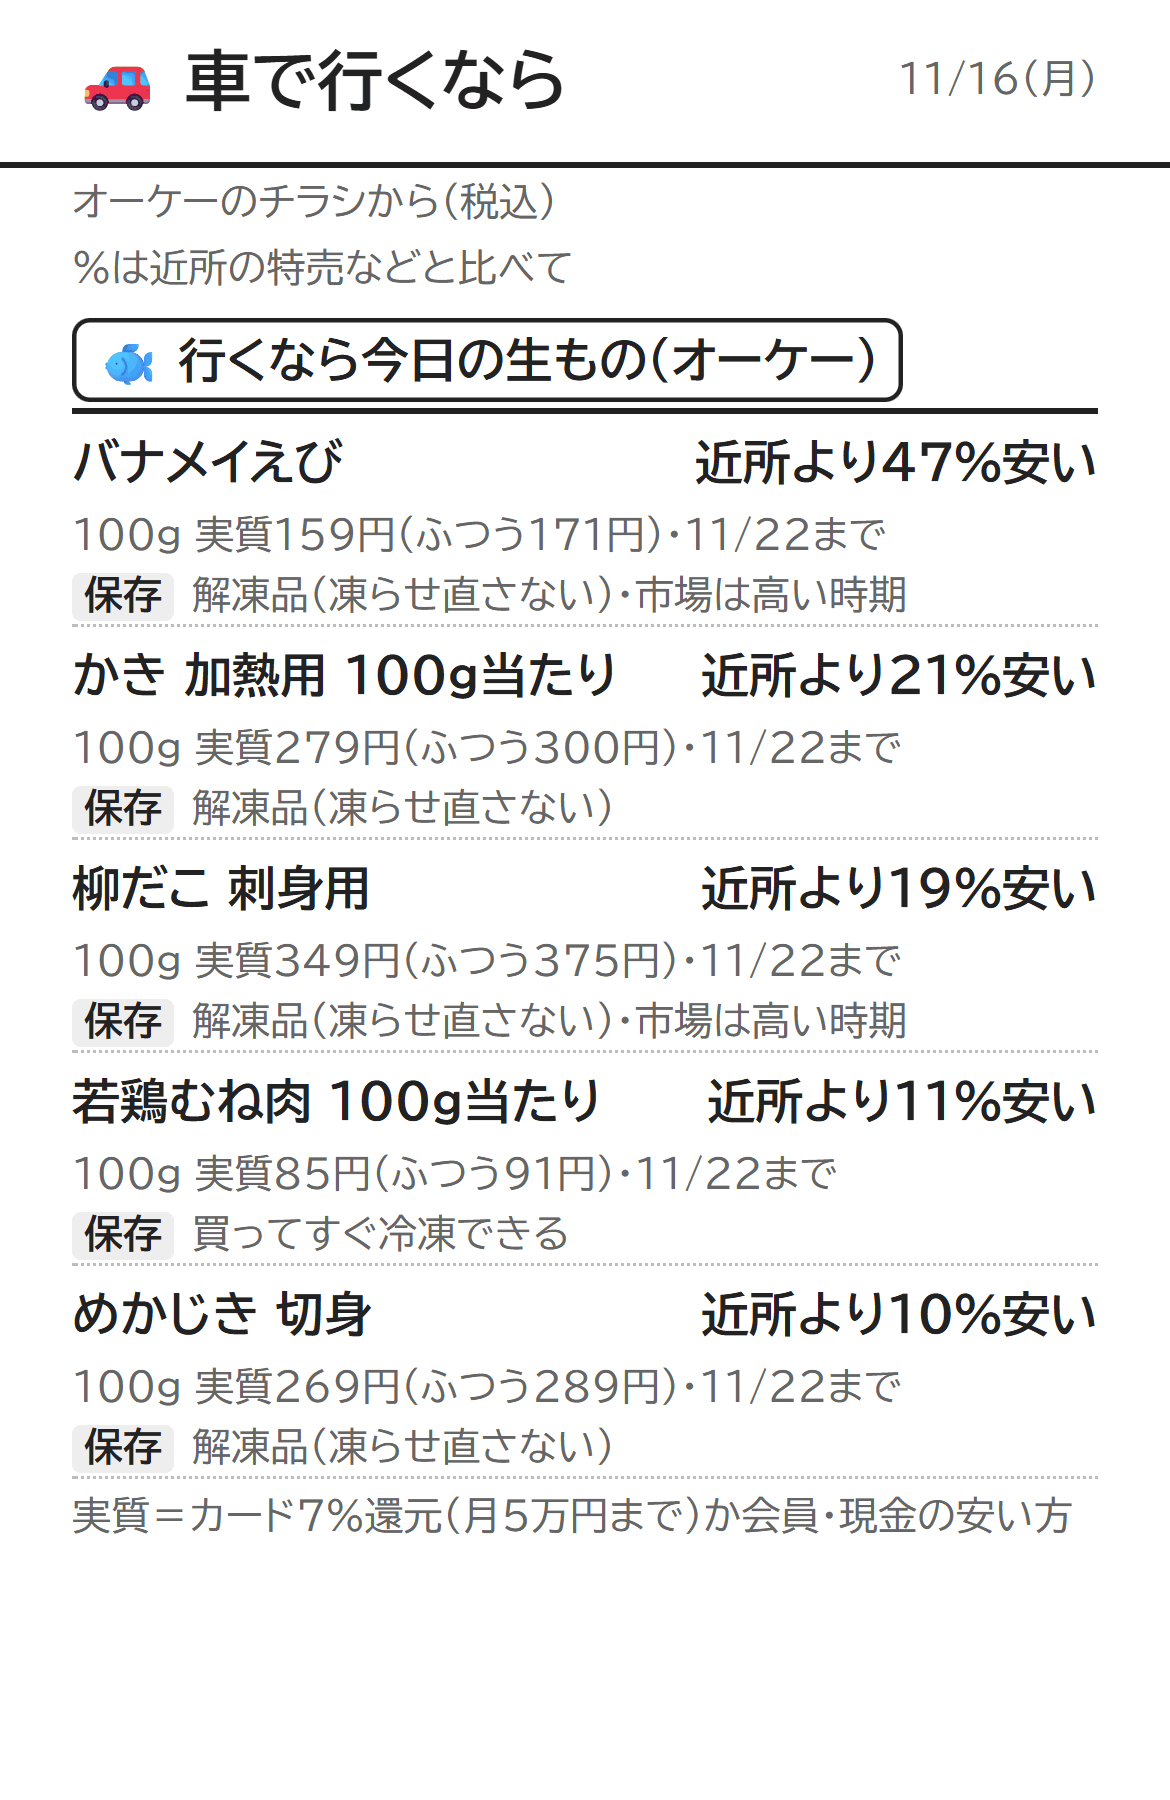 車で行くなら
11/16(月)
オーケーのチラシから(税込)
%は近所の特売などと比べて
行くなら今日の生もの(オーケー)
バナメイえび 近所より47%安い
100g 実質159円(ふつう171円)・11/22まで
保存 解凍品(凍らせ直さない)・市場は高い時期
かき 加熱用 100g当たり 近所より21%安い
100g 実質279円(ふつう300円)・11/22まで
保存 解凍品(凍らせ直さない)
柳だこ 刺身用 近所より19%安い
100g 実質349円(ふつう375円)・11/22まで
保存 解凍品(凍らせ直さない)・市場は高い時期
若鶏むね肉 100g当たり 近所より11%安い
100g 実質85円(ふつう91円)・11/22まで
保存 買ってすぐ冷凍できる
めかじき 切身 近所より10%安い
100g 実質269円(ふつう289円)・11/22まで
保存 解凍品(凍らせ直さない)
実質=カード7%還元(月5万円まで)か会員・現金の安い方